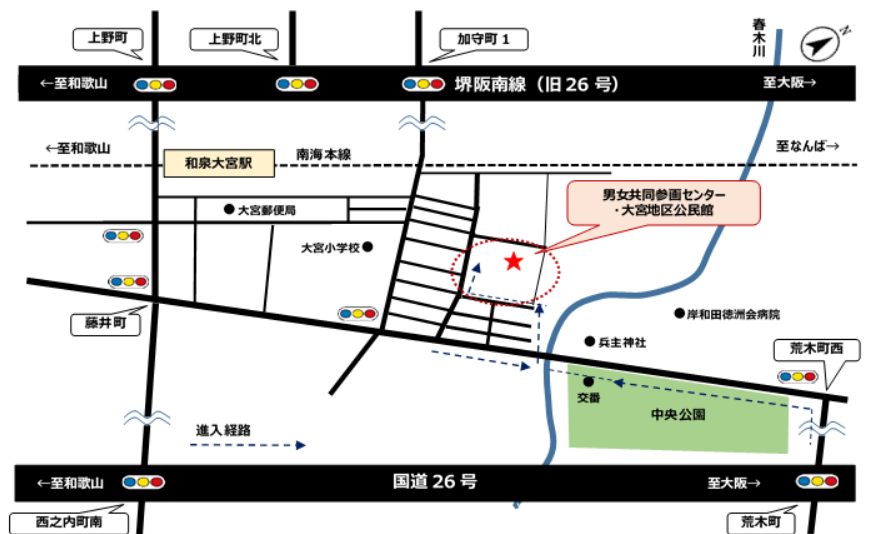 上野町
上野町北
加守町１
春木川
N
←至和歌山
堺阪南線（旧26号）
至大阪→
←至和歌山
和泉大宮駅
南海本線
至なんば→
男女共同参画センター
・大宮地区公民館
大宮郵便局
大宮小学校
岸和田徳洲会病院
藤井町
兵主神社
荒木町西
交番
中央公園
進入経路
←至和歌山
国道26号
至大阪→
西之内町南
荒木町